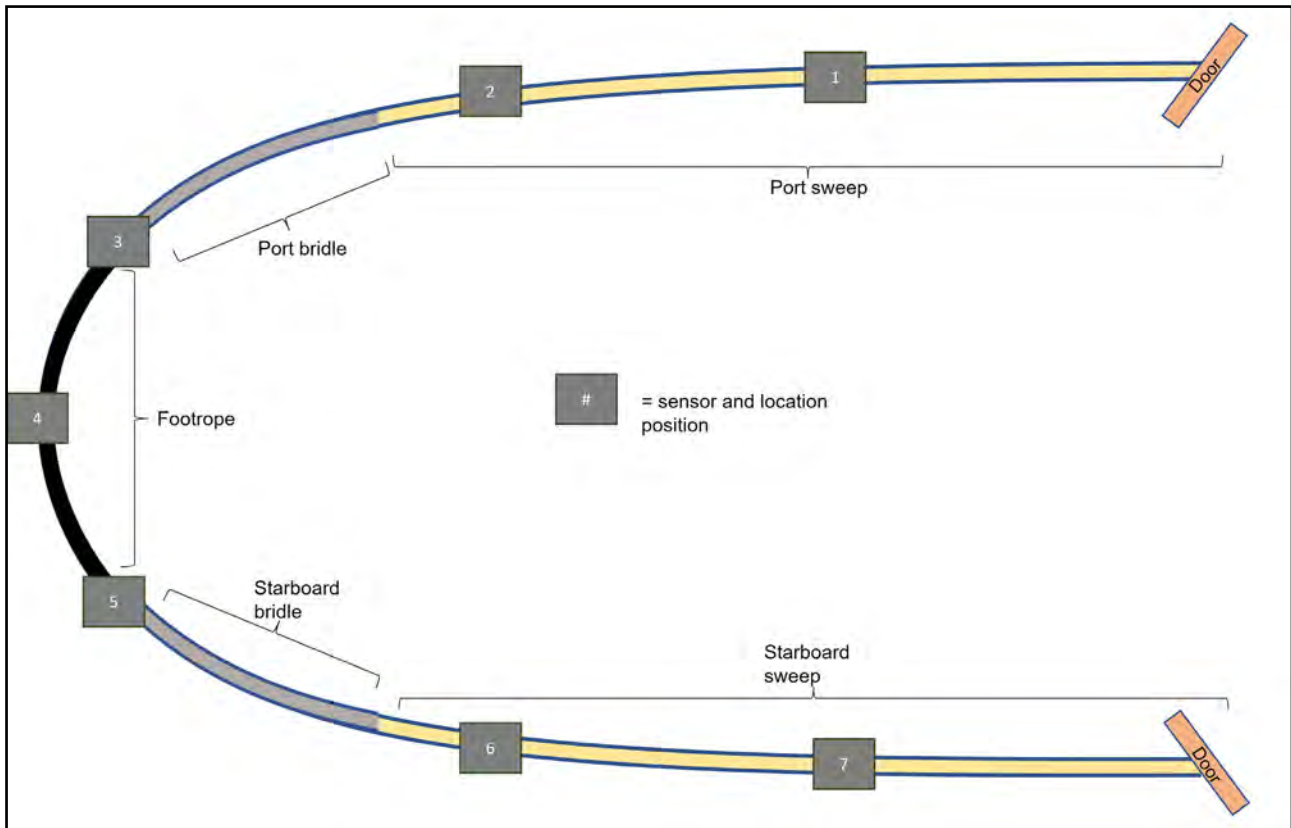 Door
1
2
Port sweep
Port bridle
3
Footrope
4
#
= sensor and location
position
5
Starboard
bridle
Starboard
sweep
6
7
Door